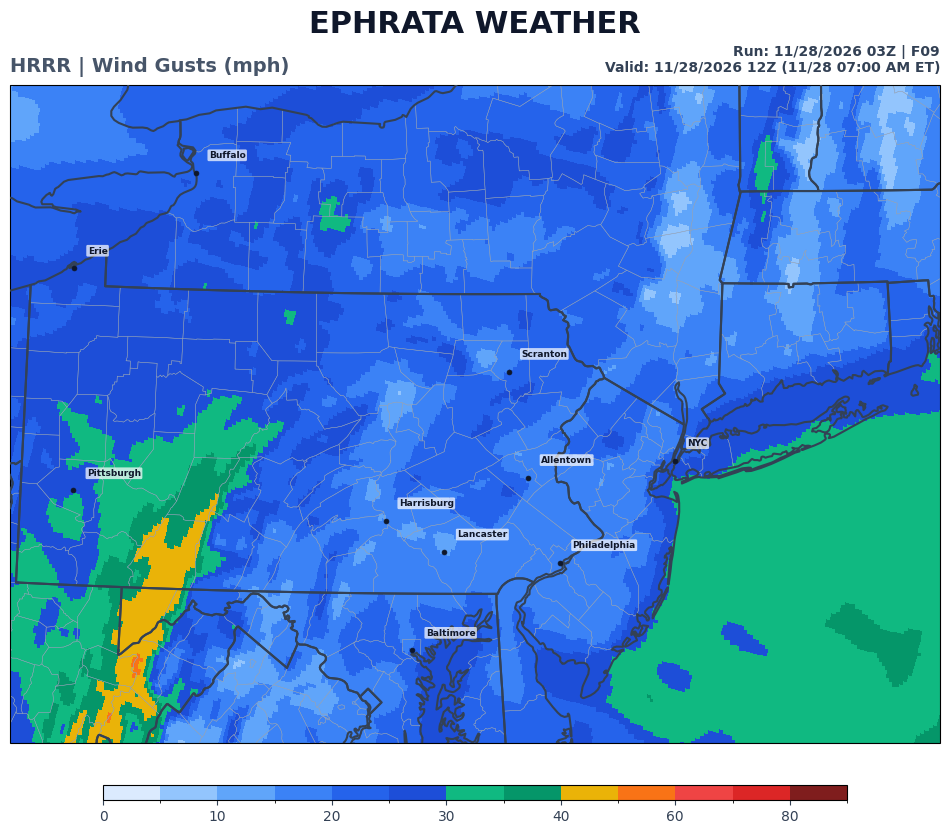 EPHRATA WEATHER
HRRR | Wind Gusts (mph)
Run: 11/28/2026 03Z | F09
Valid: 11/28/2026 12Z (11/28 07:00 AM ET)
Buffalo
Erie
Scranton
NYC
Allentown
Pittsburgh
Harrisburg
Lancaster
Philadelphia
Baltimore
0 10 20 30 40 50 60 70 80